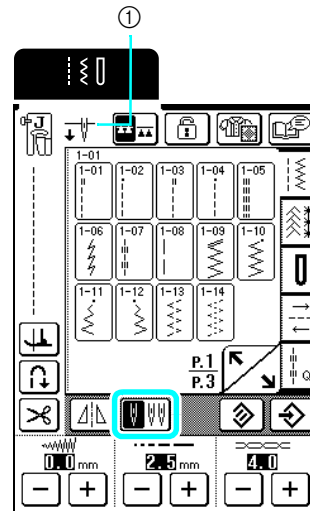 ①
J
1-01
1-01 1-02 1-03 1-04 1-05
1-06 1-07 1-08 1-09 1-10
1-11 1-12 1-13 1-14
Q
P.1
P.3
0.0 mm 2.5 mm 4.0
− + − + − +